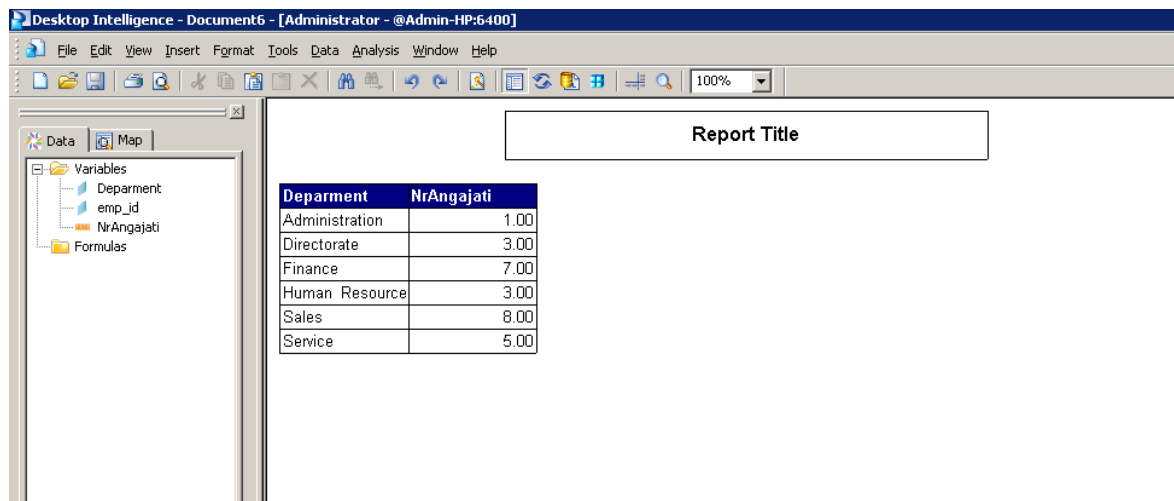 Desktop Intelligence - Document6 - [Administrator - @Admin-HP:6400]
File Edit View Insert Format Tools Data Analysis Window Help
100%
Data Map
Variables
Deparment
emp_id
NrAngajati
Formulas
Report Title
Deparment NrAngajati
Administration 1.00
Directorate 3.00
Finance 7.00
Human Resource 3.00
Sales 8.00
Service 5.00